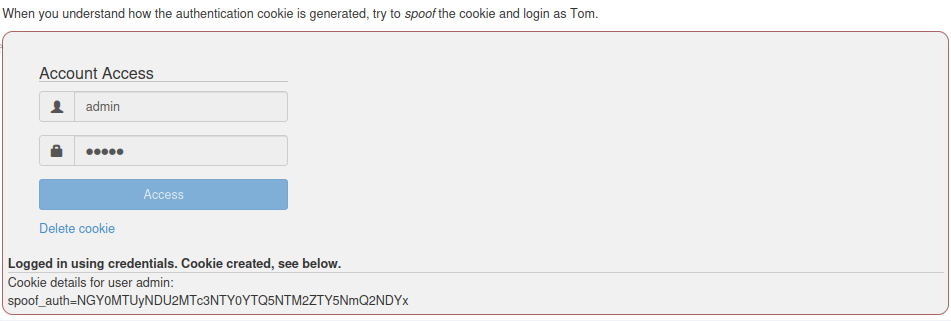 When you understand how the authentication cookie is generated, try to spoof the cookie and login as Tom.
Account Access
admin
●●●●●
Access
Delete cookie
Logged in using credentials. Cookie created, see below.
Cookie details for user admin:
spoof_auth=NGY0MTUyNDU2MTc3NTY0YTQ5NTM2ZTY5NmQ2NDYx